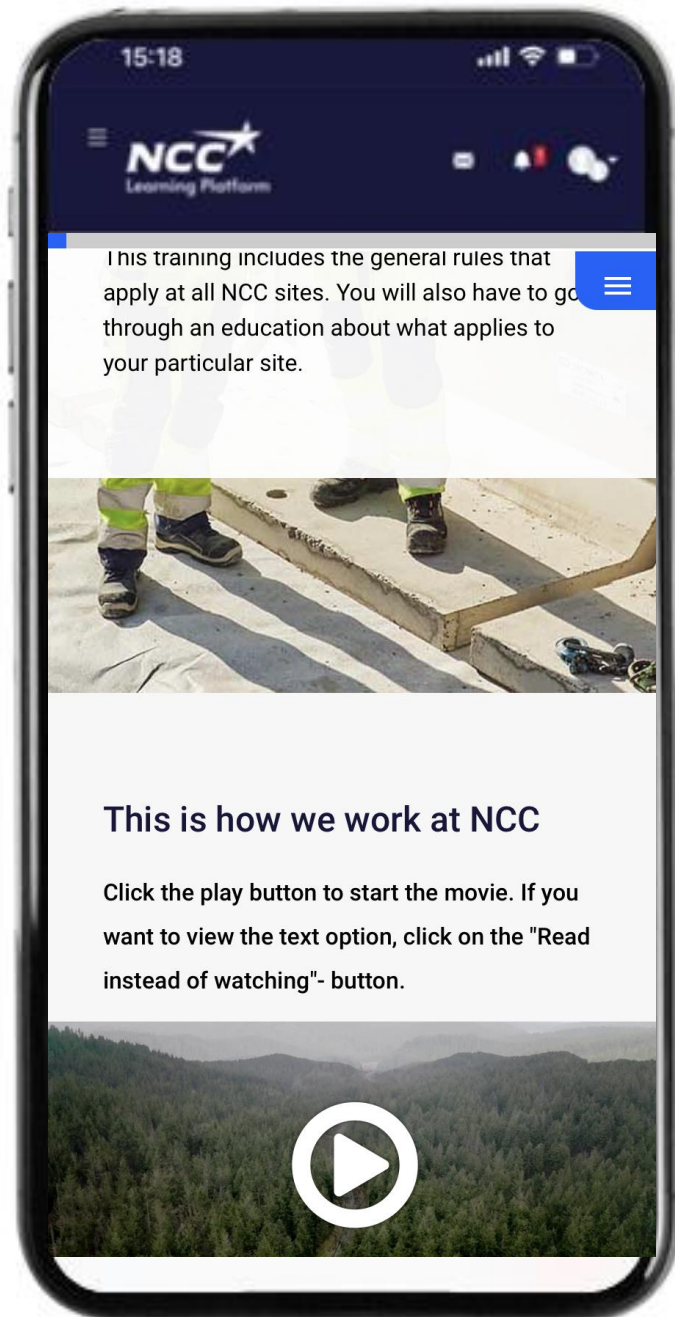 15:18
NCC
Learning Platform
This training includes the general rules that
apply at all NCC sites. You will also have to go
through an education about what applies to
your particular site.
This is how we work at NCC
Click the play button to start the movie. If you
want to view the text option, click on the "Read
instead of watching"- button.